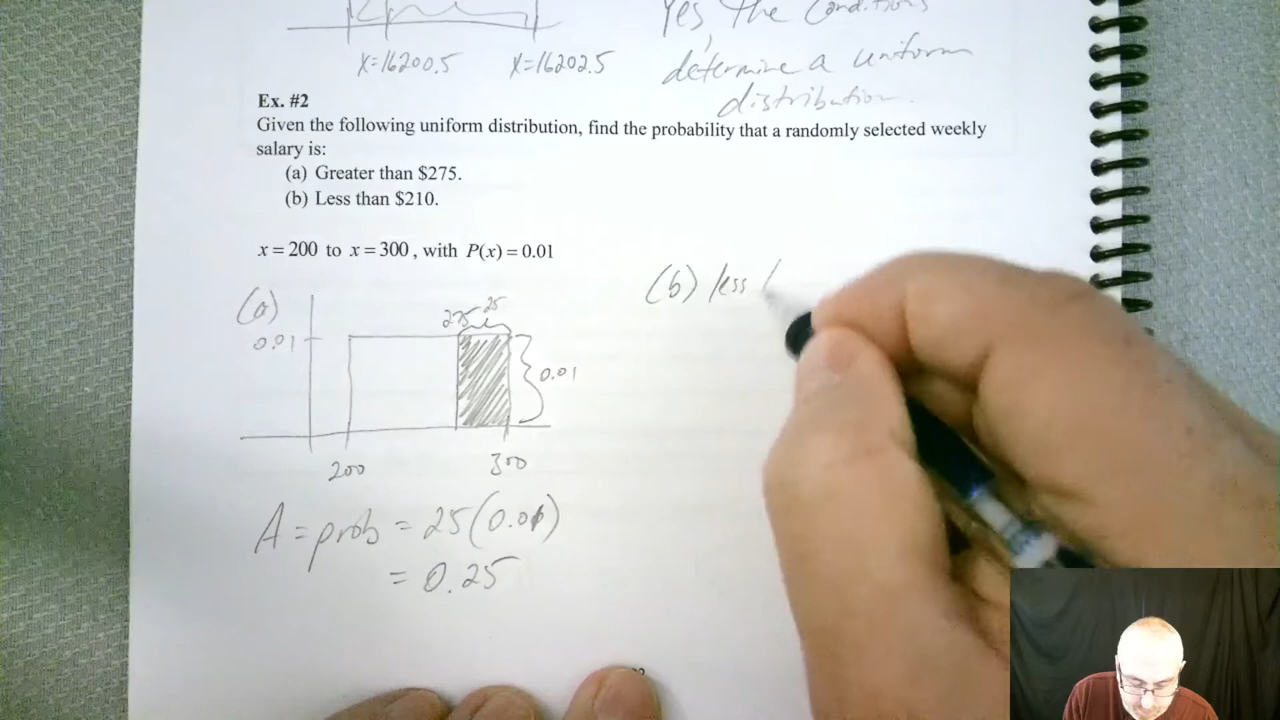 Yes, the conditions
x=16200.5 x=16202.5 determine a uniform
distribution.
Ex. #2
Given the following uniform distribution, find the probability that a randomly selected weekly
salary is:
(a) Greater than $275.
(b) Less than $210.
x = 200 to x = 300, with P(x) = 0.01
(a)
275 25
0.01
0.01
200 300
A = prob = 25(0.01)
= 0.25
(b) less